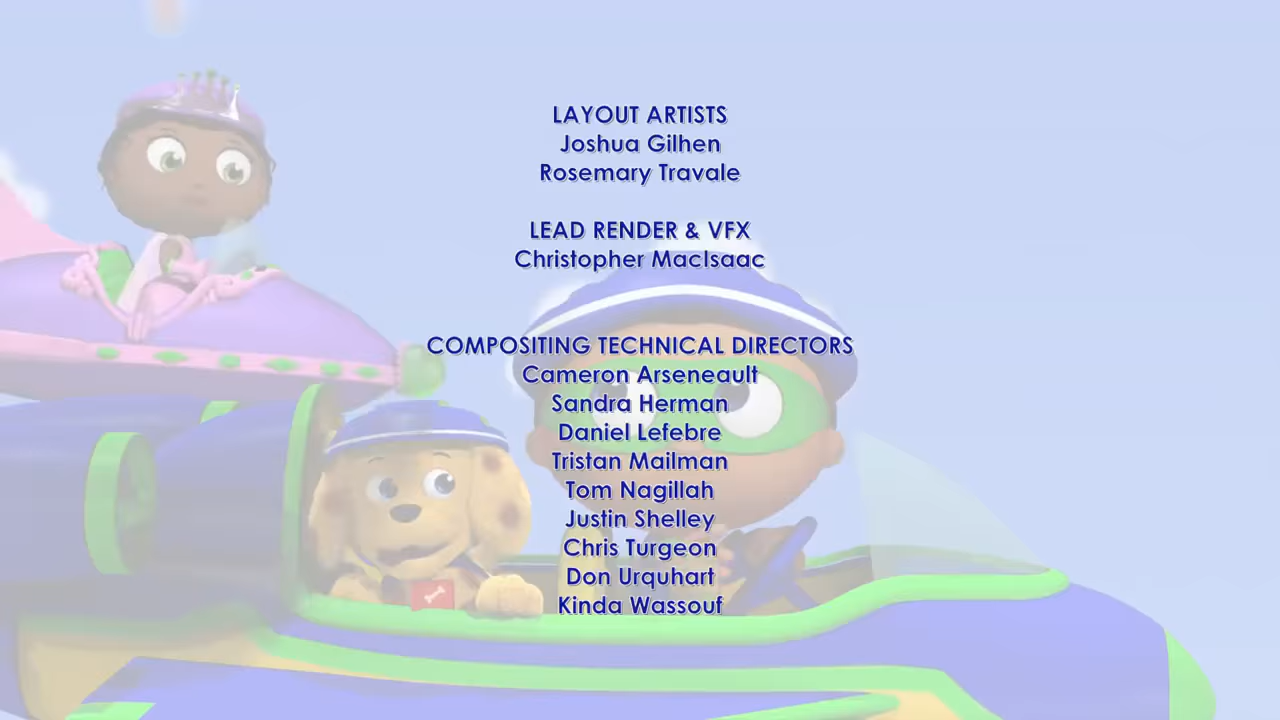 LAYOUT ARTISTS
Joshua Gilhen
Rosemary Travale
LEAD RENDER & VFX
Christopher MacIsaac
COMPOSITING TECHNICAL DIRECTORS
Cameron Arseneault
Sandra Herman
Daniel Lefebre
Tristan Mailman
Tom Nagillah
Justin Shelley
Chris Turgeon
Don Urquhart
Kinda Wassouf